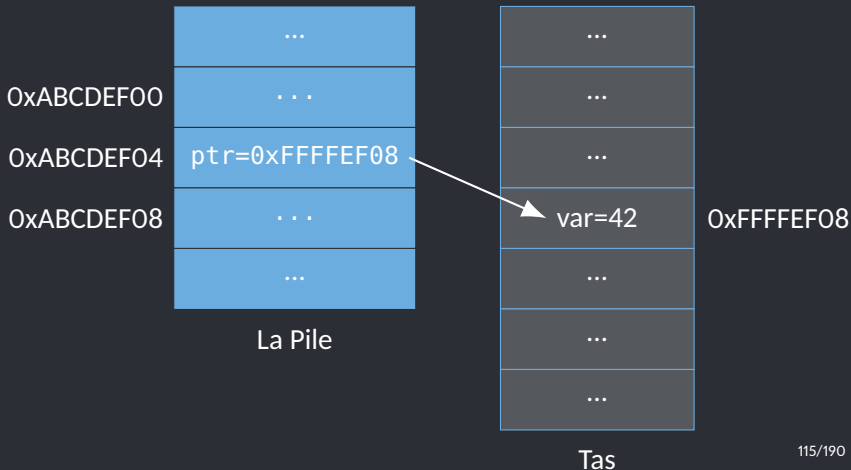 ...
...
0xABCDEF00
...
...
0xABCDEF04
ptr=0xFFFFEF08
...
0xABCDEF08
...
var=42
0xFFFFEF08
...
...
La Pile
...
...
Tas
115/190